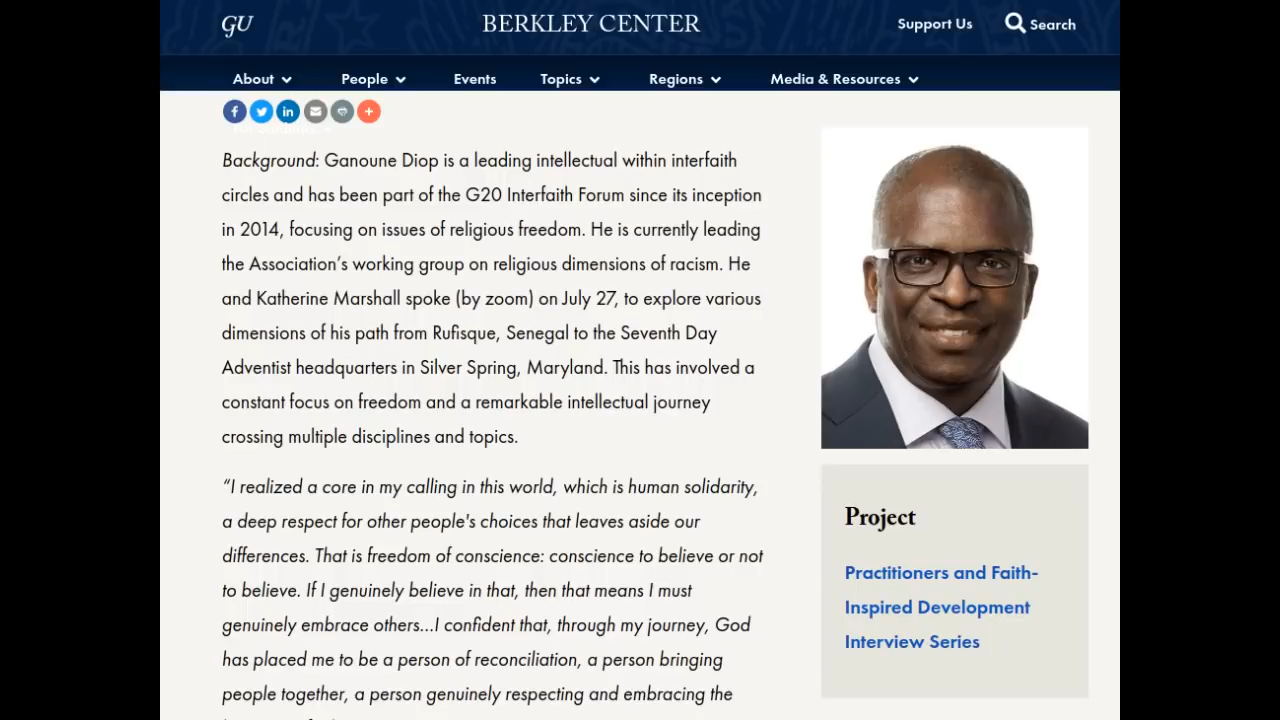 GU
BERKLEY CENTER
Support Us
Search
About
People
Events
Topics
Regions
Media & Resources
Background: Ganoune Diop is a leading intellectual within interfaith
circles and has been part of the G20 Interfaith Forum since its inception
in 2014, focusing on issues of religious freedom. He is currently leading
the Association’s working group on religious dimensions of racism. He
and Katherine Marshall spoke (by zoom) on July 27, to explore various
dimensions of his path from Rufisque, Senegal to the Seventh Day
Adventist headquarters in Silver Spring, Maryland. This has involved a
constant focus on freedom and a remarkable intellectual journey
crossing multiple disciplines and topics.
“I realized a core in my calling in this world, which is human solidarity,
a deep respect for other people's choices that leaves aside our
differences. That is freedom of conscience: conscience to believe or not
to believe. If I genuinely believe in that, then that means I must
genuinely embrace others…I confident that, through my journey, God
has placed me to be a person of reconciliation, a person bringing
people together, a person genuinely respecting and embracing the
Project
Practitioners and Faith-
Inspired Development
Interview Series